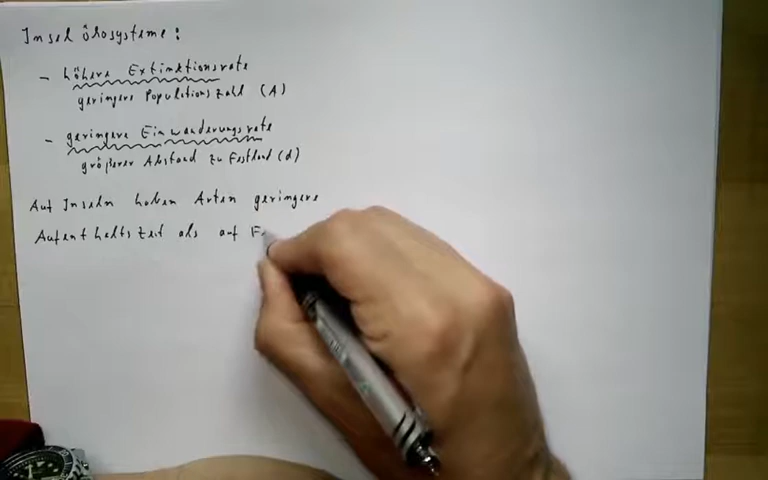 Insel ökosysteme:
- höhere Extinktionsrate
geringere Populationszahl (A)
- geringere Einwanderungsrate
größerer Abstand zu Festland (d)
Auf Inseln haben Arten geringere
Aufenthaltszeit als auf Fe